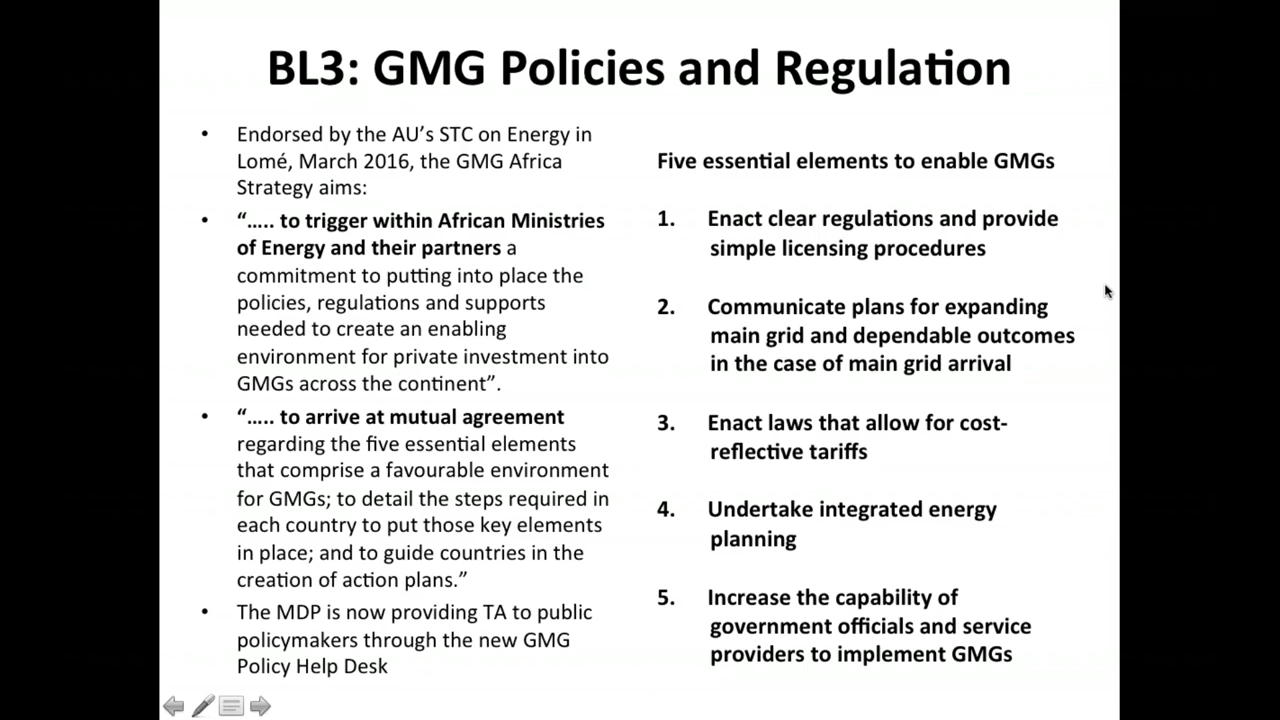 BL3: GMG Policies and Regulation
• Endorsed by the AU’s STC on Energy in
Lomé, March 2016, the GMG Africa
Strategy aims:
• “..... to trigger within African Ministries
of Energy and their partners a
commitment to putting into place the
policies, regulations and supports
needed to create an enabling
environment for private investment into
GMGs across the continent”.
• “..... to arrive at mutual agreement
regarding the five essential elements
that comprise a favourable environment
for GMGs; to detail the steps required in
each country to put those key elements
in place; and to guide countries in the
creation of action plans.”
• The MDP is now providing TA to public
policymakers through the new GMG
Policy Help Desk
Five essential elements to enable GMGs
1. Enact clear regulations and provide
simple licensing procedures
2. Communicate plans for expanding
main grid and dependable outcomes
in the case of main grid arrival
3. Enact laws that allow for cost-
reflective tariffs
4. Undertake integrated energy
planning
5. Increase the capability of
government officials and service
providers to implement GMGs